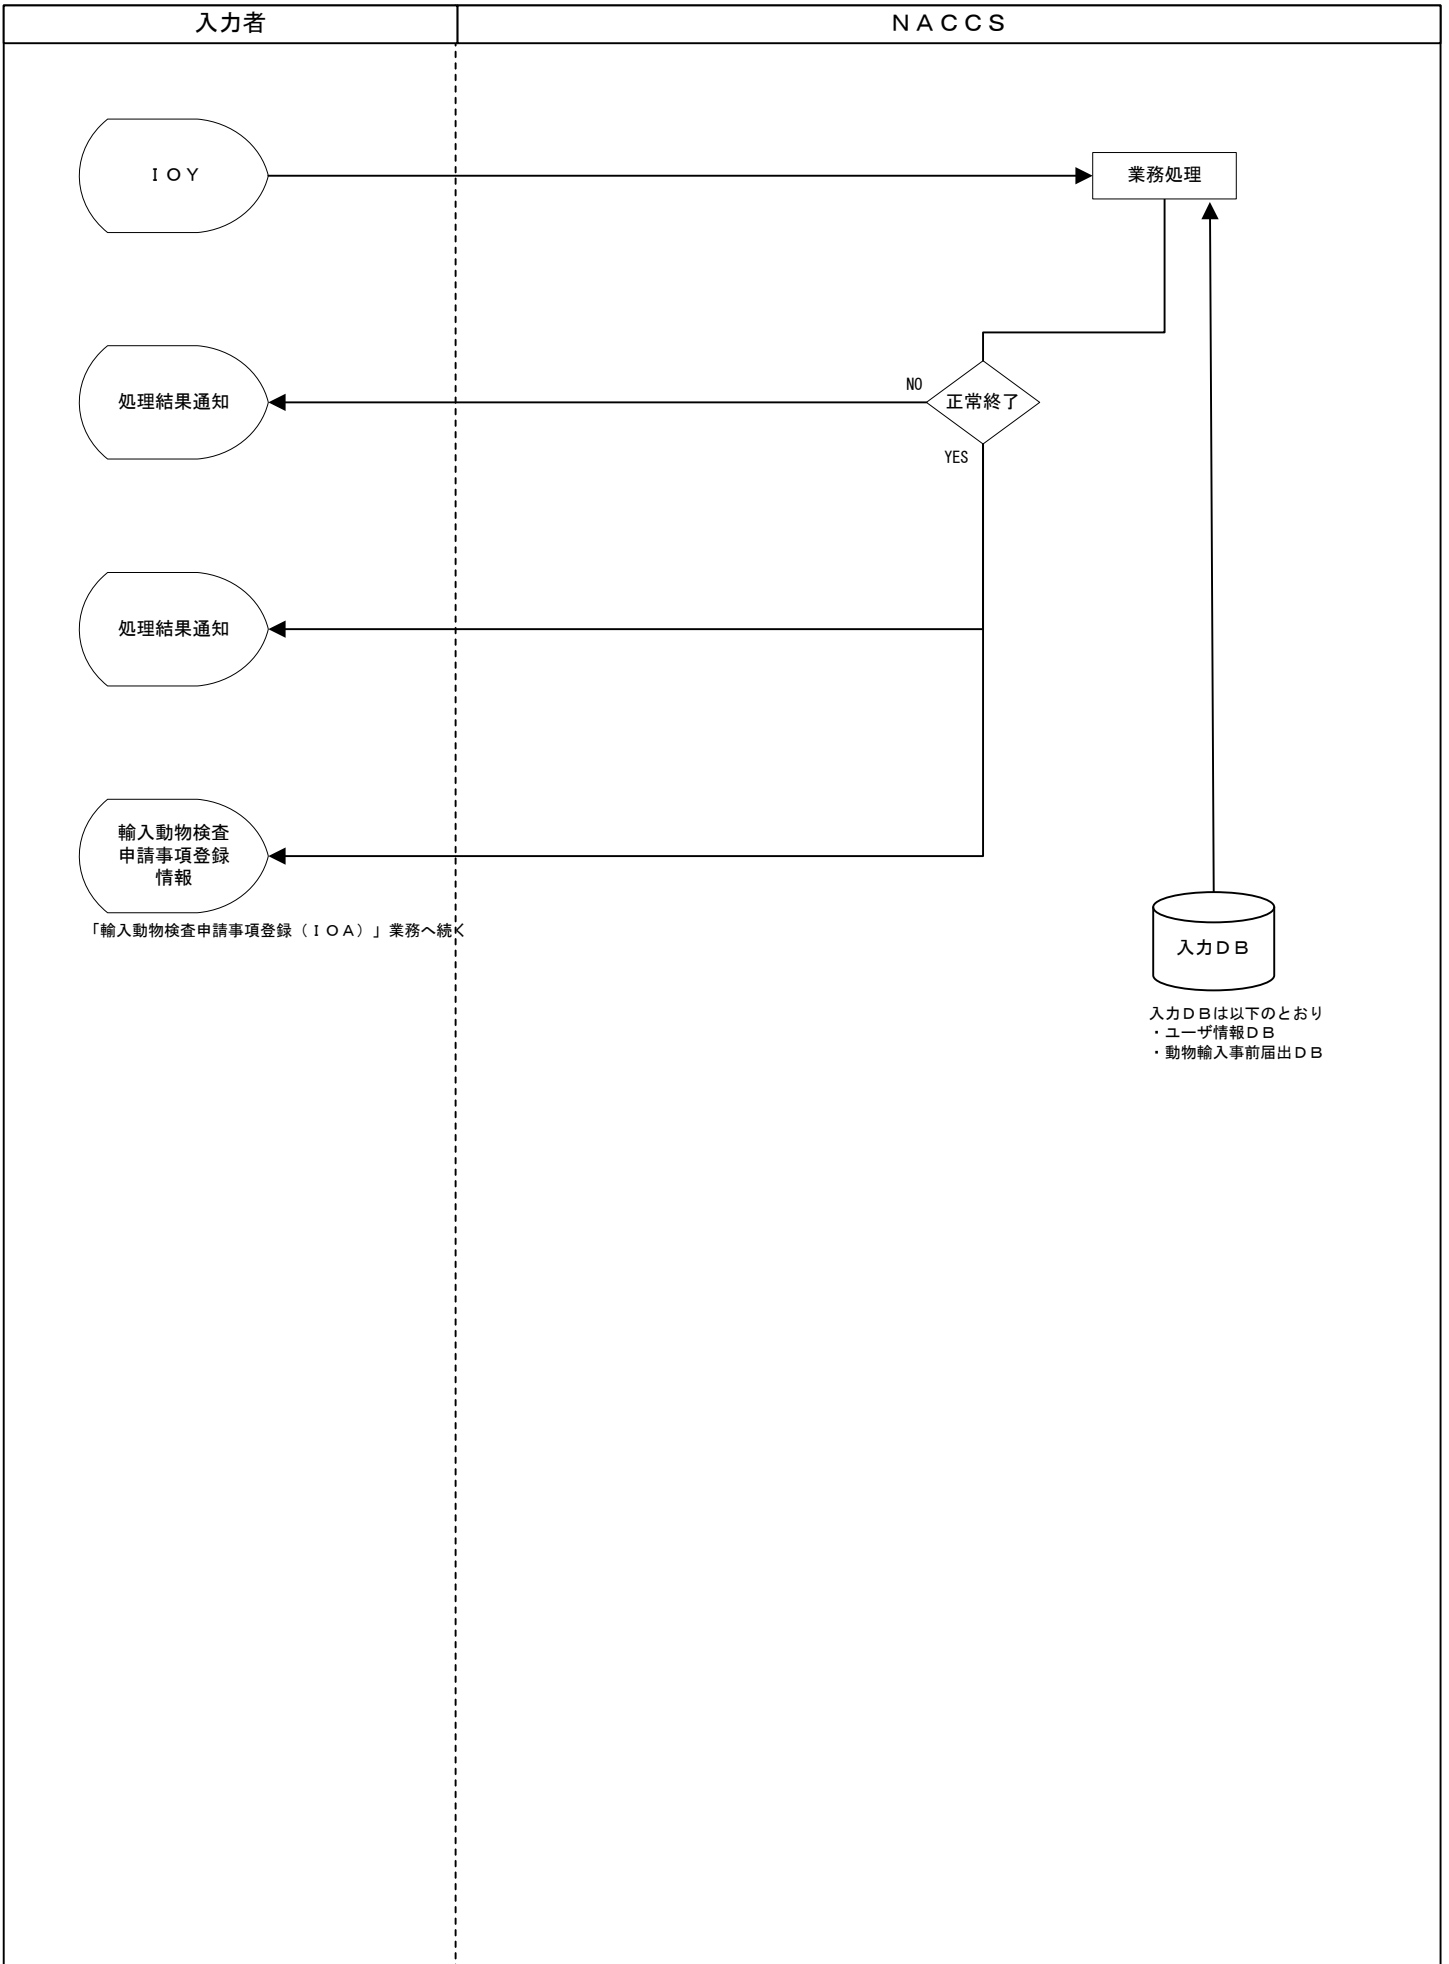 入力者
ＮＡＣＣＳ
ＩＯＹ
業務処理
処理結果通知
NO
正常終了
YES
処理結果通知
輸入動物検査
申請事項登録
情報
「輸入動物検査申請事項登録（ＩＯＡ）」業務へ続く
入力ＤＢ
入力ＤＢは以下のとおり
・ユーザ情報ＤＢ
・動物輸入事前届出ＤＢ